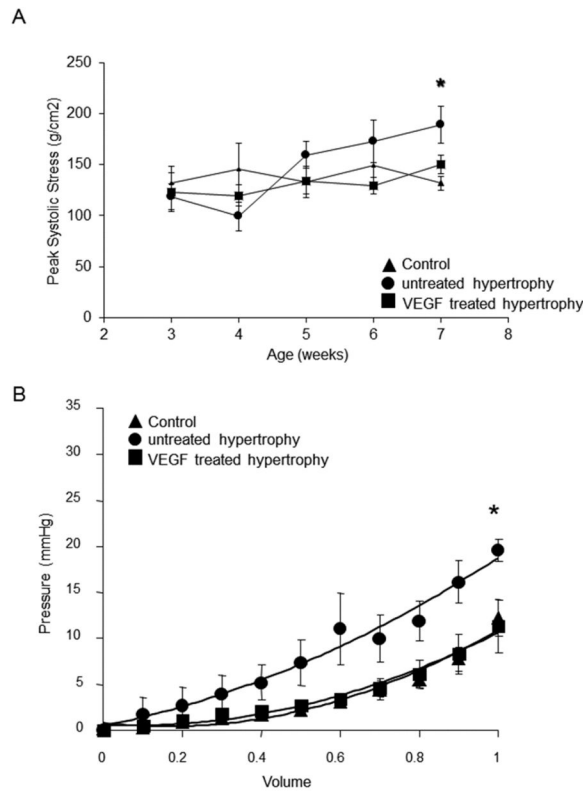 A
Peak Systolic Stress (g/cm2)
250
200
150
100
50
0
*
Control
untreated hypertrophy
VEGF treated hypertrophy
2 3 4 5 6 7 8
Age (weeks)
B
Pressure (mmHg)
35
30
25
20
15
10
5
0
Control
untreated hypertrophy
VEGF treated hypertrophy
*
0 0.2 0.4 0.6 0.8 1
Volume